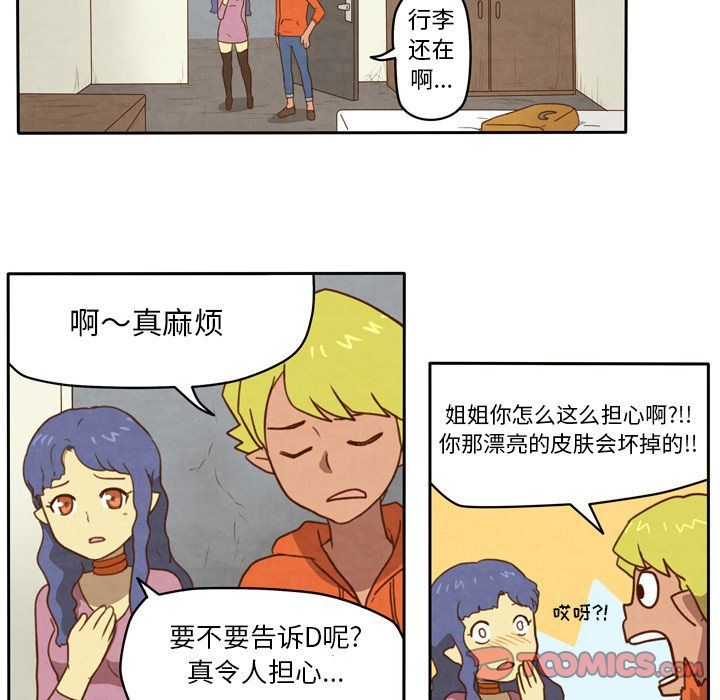 行李
还在
啊...
啊～真麻烦
要不要告诉D呢?
真令人担心...
姐姐你怎么这么担心啊?!!
你那漂亮的皮肤会坏掉的!!
哎呀?!
TOOMICS.COM